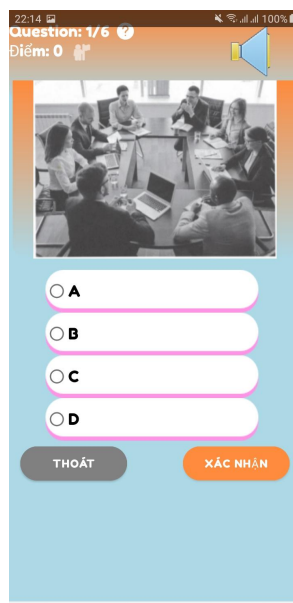 22:14 100%
Question: 1/6 ?
Điểm: 0
A
B
C
D
THOÁT
XÁC NHẬN